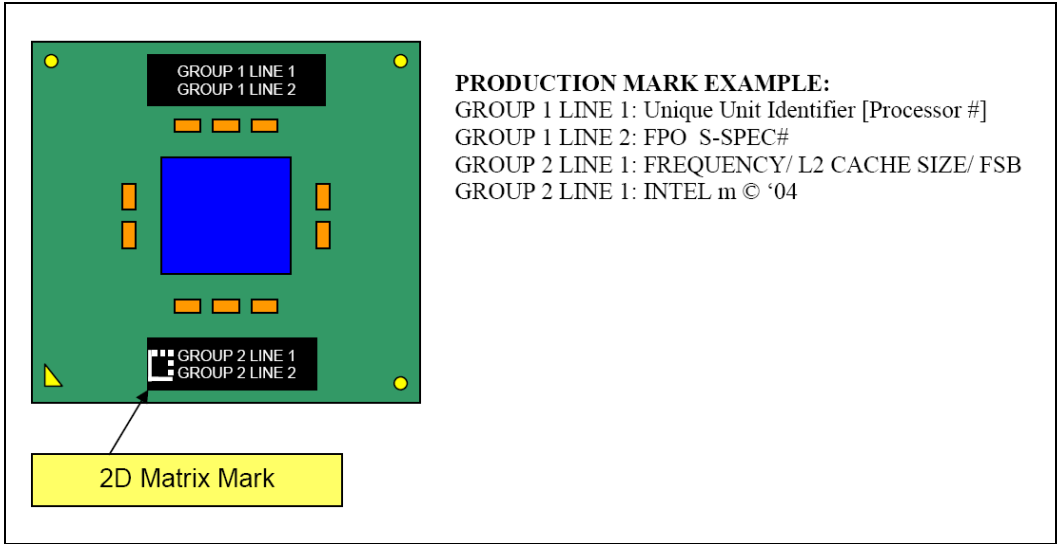 GROUP 1 LINE 1
GROUP 1 LINE 2
GROUP 2 LINE 1
GROUP 2 LINE 2
2D Matrix Mark
PRODUCTION MARK EXAMPLE:
GROUP 1 LINE 1: Unique Unit Identifier [Processor #]
GROUP 1 LINE 2: FPO  S-SPEC#
GROUP 2 LINE 1: FREQUENCY/ L2 CACHE SIZE/ FSB
GROUP 2 LINE 1: INTEL m © ‘04